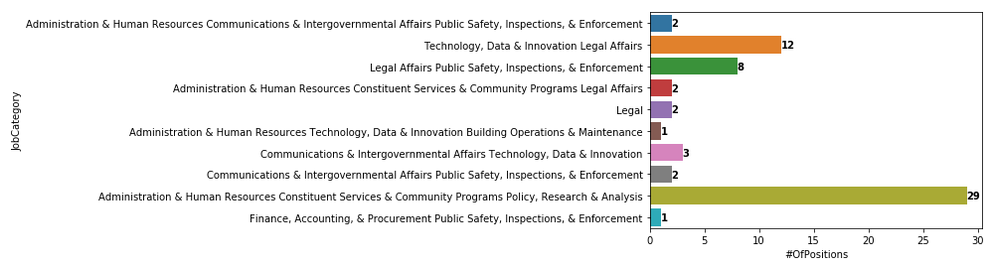 Administration & Human Resources Communications & Intergovernmental Affairs Public Safety, Inspections, & Enforcement 2
Technology, Data & Innovation Legal Affairs 12
Legal Affairs Public Safety, Inspections, & Enforcement 8
Administration & Human Resources Constituent Services & Community Programs Legal Affairs 2
Legal 2
Administration & Human Resources Technology, Data & Innovation Building Operations & Maintenance 1
Communications & Intergovernmental Affairs Technology, Data & Innovation 3
Communications & Intergovernmental Affairs Public Safety, Inspections, & Enforcement 2
Administration & Human Resources Constituent Services & Community Programs Policy, Research & Analysis 29
Finance, Accounting, & Procurement Public Safety, Inspections, & Enforcement 1
JobCategory
0 5 10 15 20 25 30
#OfPositions